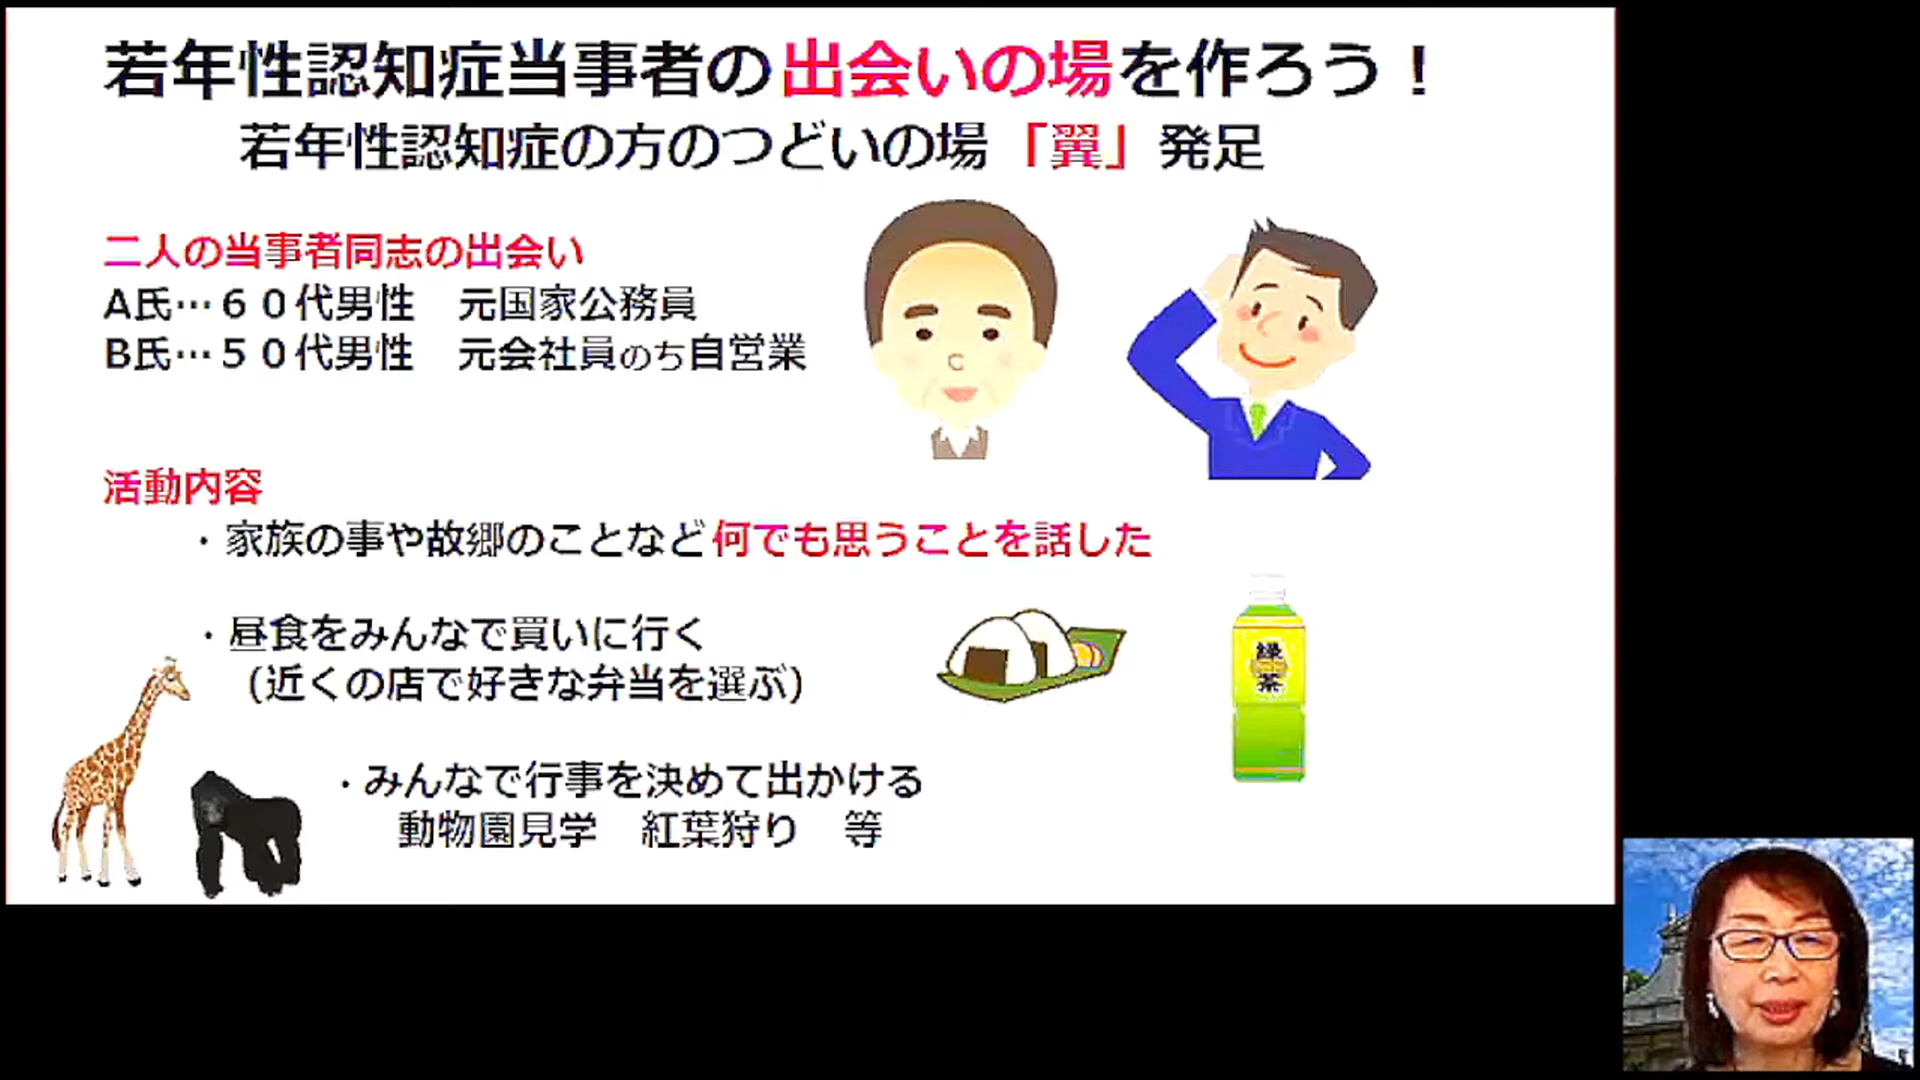 若年性認知症当事者の出会いの場を作ろう！
若年性認知症の方のつどいの場「翼」発足
二人の当事者同志の出会い
A氏…６０代男性　元国家公務員
B氏…５０代男性　元会社員のち自営業
活動内容
・家族の事や故郷のことなど何でも思うことを話した
・昼食をみんなで買いに行く
(近くの店で好きな弁当を選ぶ)
緑茶
・みんなで行事を決めて出かける
動物園見学　紅葉狩り　等